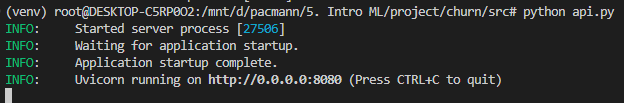 (venv) root@DESKTOP-C5RP0O2:/mnt/d/pacmann/5. Intro ML/project/churn/src# python api.py
INFO:     Started server process [27506]
INFO:     Waiting for application startup.
INFO:     Application startup complete.
INFO:     Uvicorn running on http://0.0.0.0:8080 (Press CTRL+C to quit)